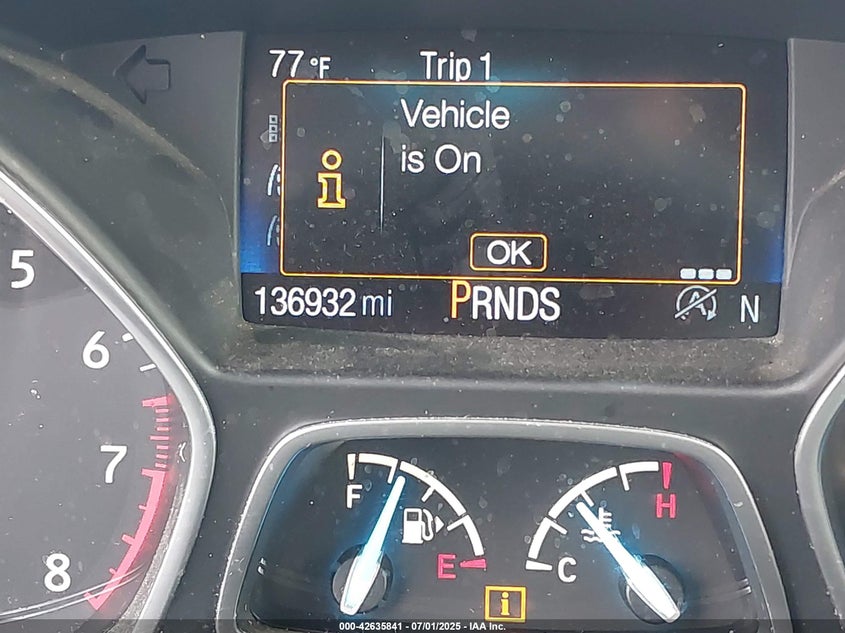 77 °F Trip 1
Vehicle
is On
i
OK
136932 mi PRNDS A N
5
6
7
8
F
E
C
H
i
000-42635841 - 07/01/2025 - IAA Inc.